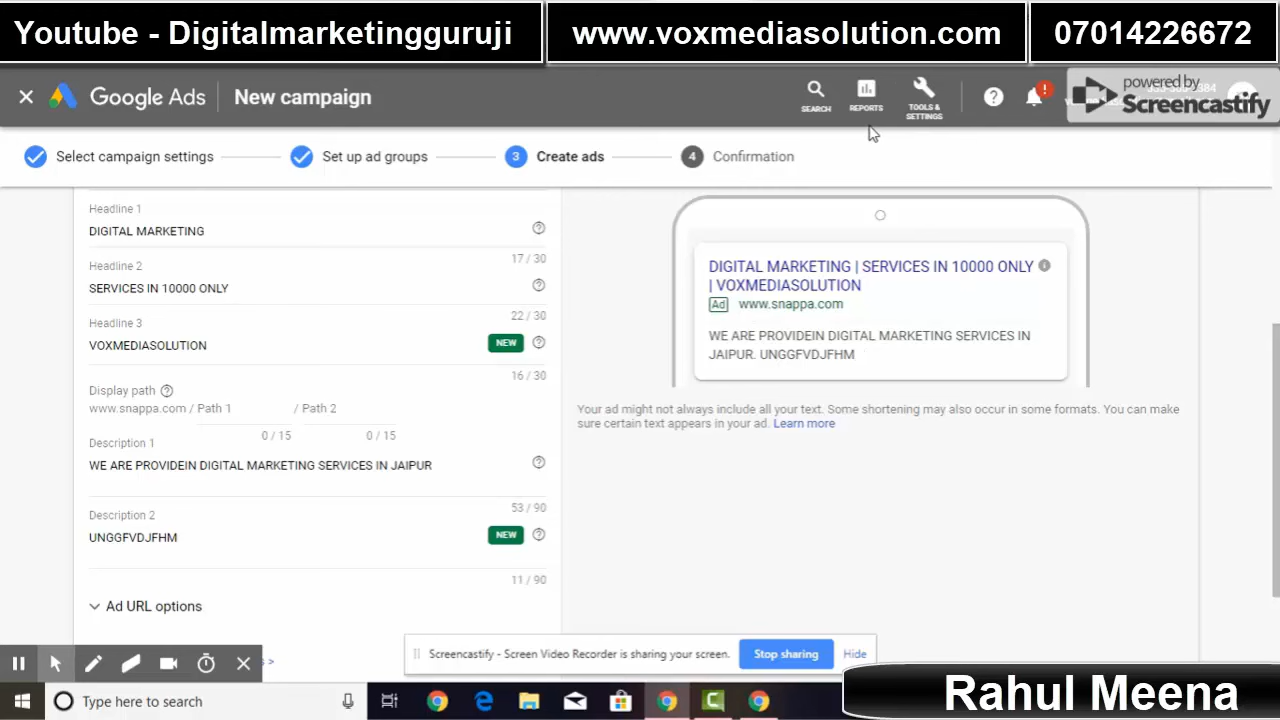 Youtube - Digitalmarketingguruji
www.voxmediasolution.com
07014226672
Google Ads
New campaign
SEARCH
REPORTS
TOOLS &
SETTINGS
!
powered by
Screencastify
Select campaign settings
Set up ad groups
3 Create ads
4 Confirmation
Headline 1
DIGITAL MARKETING
17 / 30
Headline 2
SERVICES IN 10000 ONLY
22 / 30
Headline 3
VOXMEDIASOLUTION
NEW
16 / 30
Display path
www.snappa.com / Path 1 / Path 2
0 / 15 0 / 15
Description 1
WE ARE PROVIDEIN DIGITAL MARKETING SERVICES IN JAIPUR
53 / 90
Description 2
UNGGFVDJFHM
NEW
11 / 90
Ad URL options
DIGITAL MARKETING | SERVICES IN 10000 ONLY
| VOXMEDIASOLUTION
Ad www.snappa.com
WE ARE PROVIDEIN DIGITAL MARKETING SERVICES IN
JAIPUR. UNGGFVDJFHM
Your ad might not always include all your text. Some shortening may also occur in some formats. You can make
sure certain text appears in your ad. Learn more
Screencastify - Screen Video Recorder is sharing your screen.
Stop sharing
Hide
Type here to search
Rahul Meena